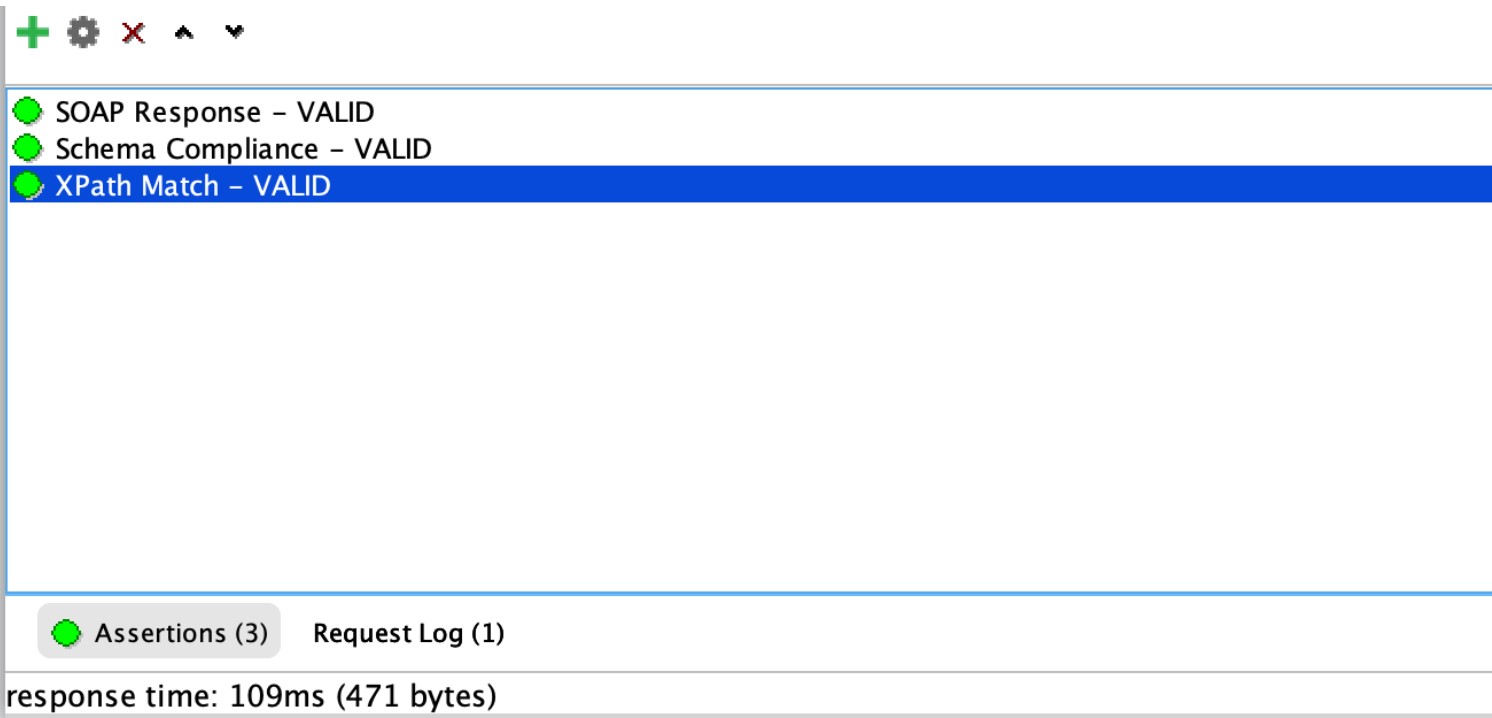 SOAP Response – VALID
Schema Compliance – VALID
XPath Match – VALID
Assertions (3) Request Log (1)
response time: 109ms (471 bytes)